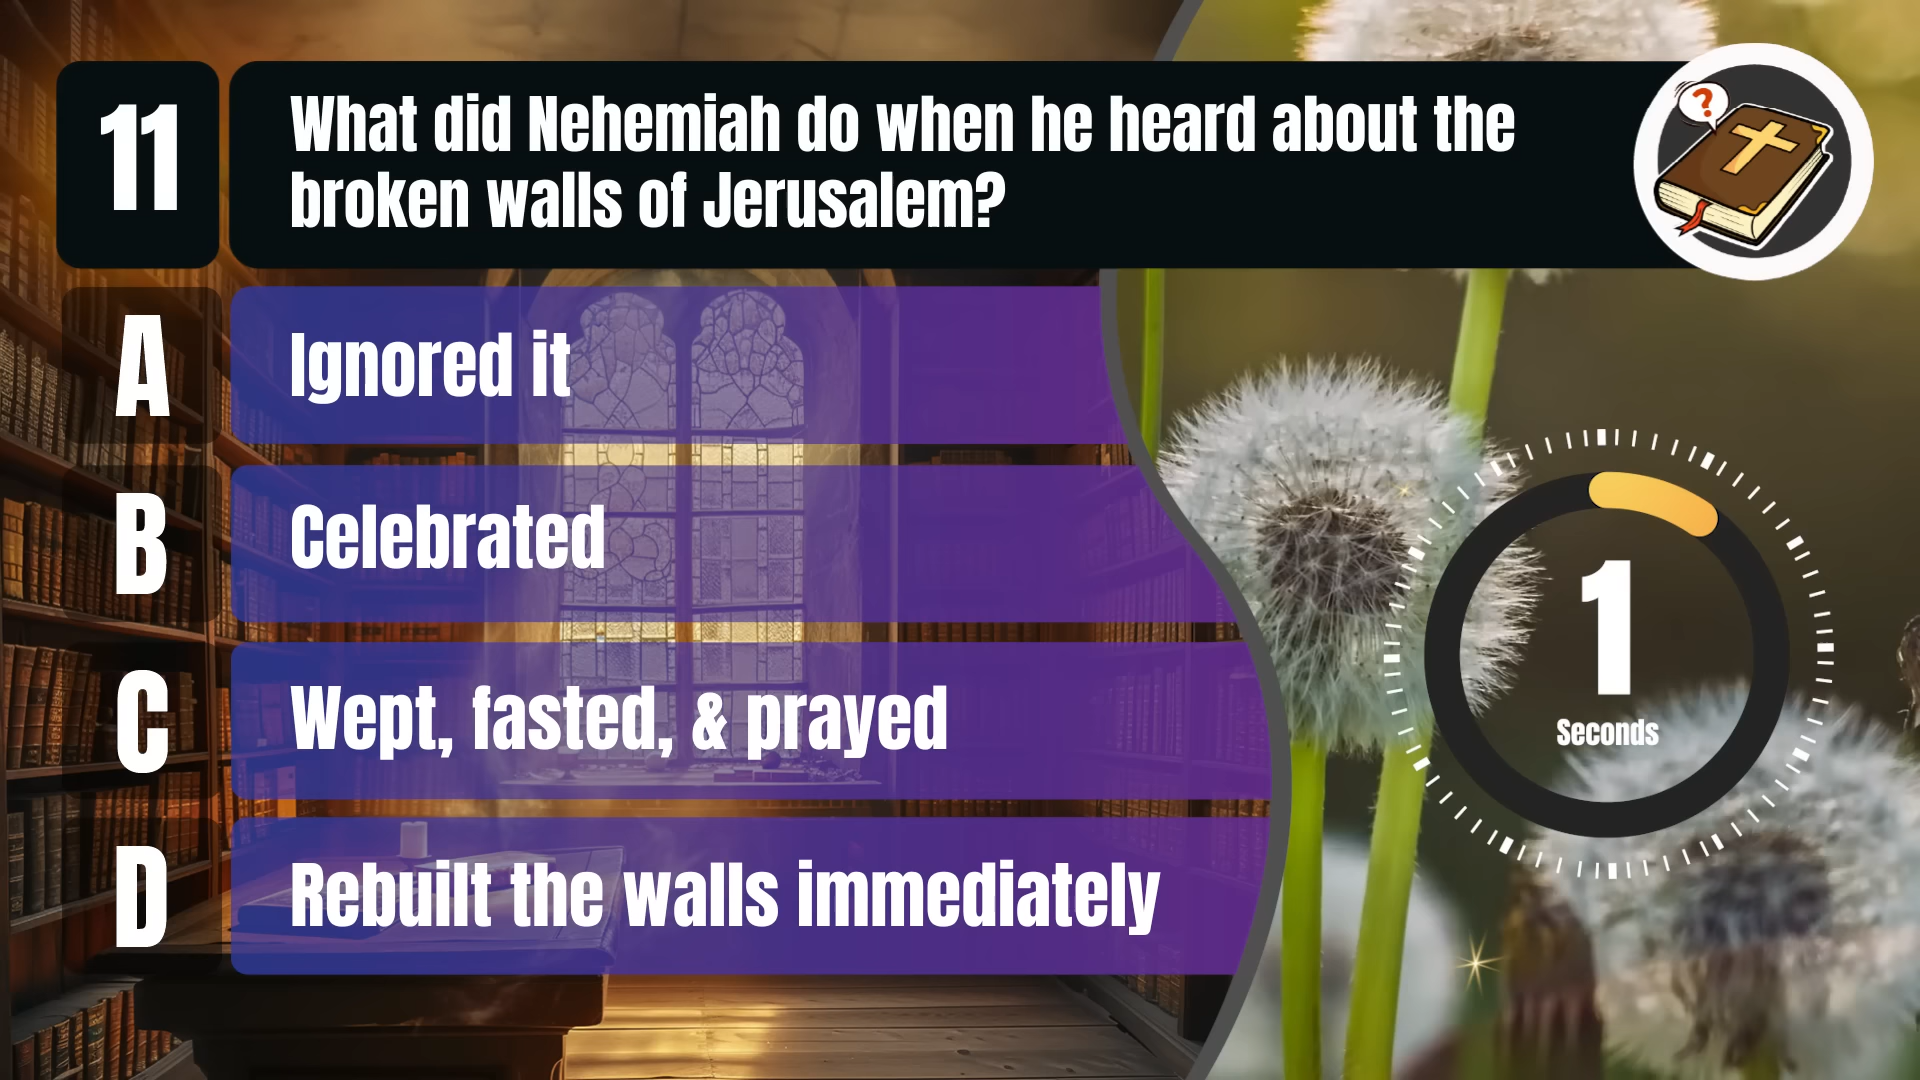 11
What did Nehemiah do when he heard about the
broken walls of Jerusalem?
?
A
Ignored it
B
Celebrated
C
Wept, fasted, & prayed
D
Rebuilt the walls immediately
1
Seconds